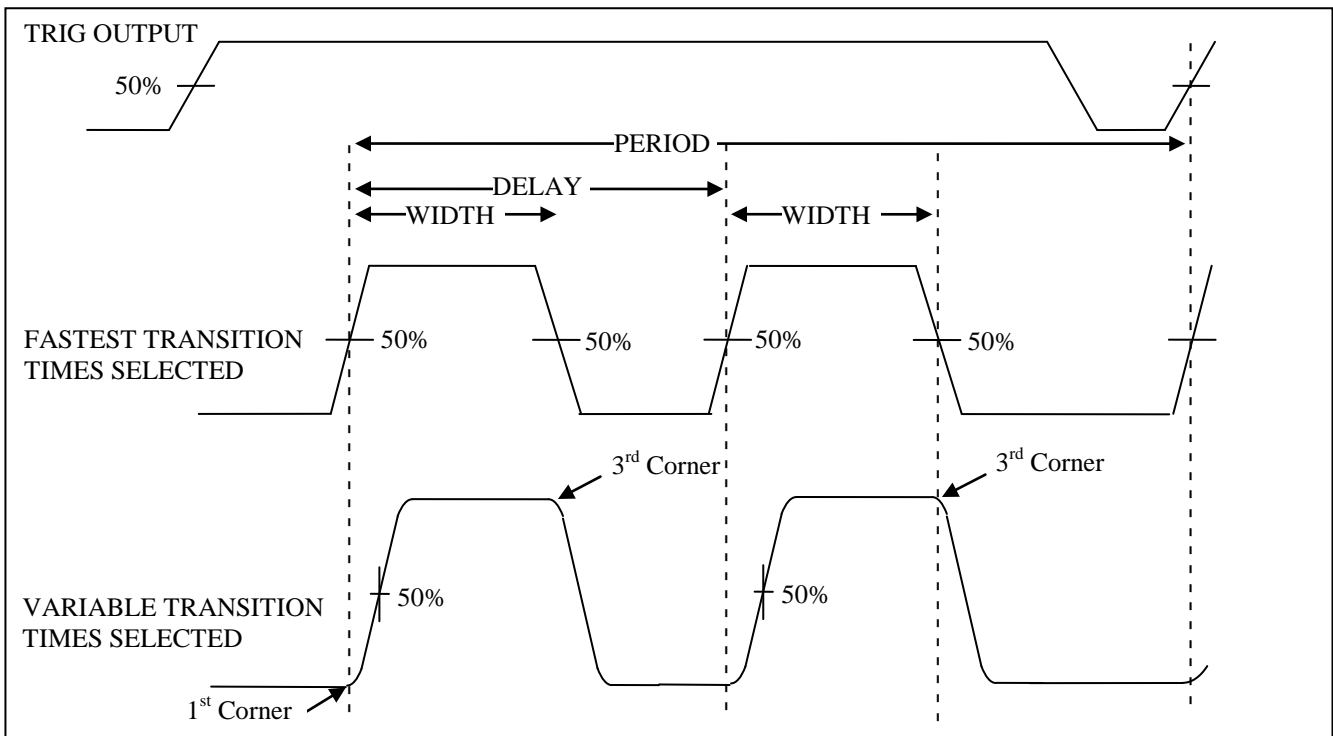 TRIG OUTPUT
50%
PERIOD
DELAY
WIDTH
WIDTH
FASTEST TRANSITION
TIMES SELECTED
50%
50%
50%
50%
3rd Corner
3rd Corner
VARIABLE TRANSITION
TIMES SELECTED
50%
50%
1st Corner